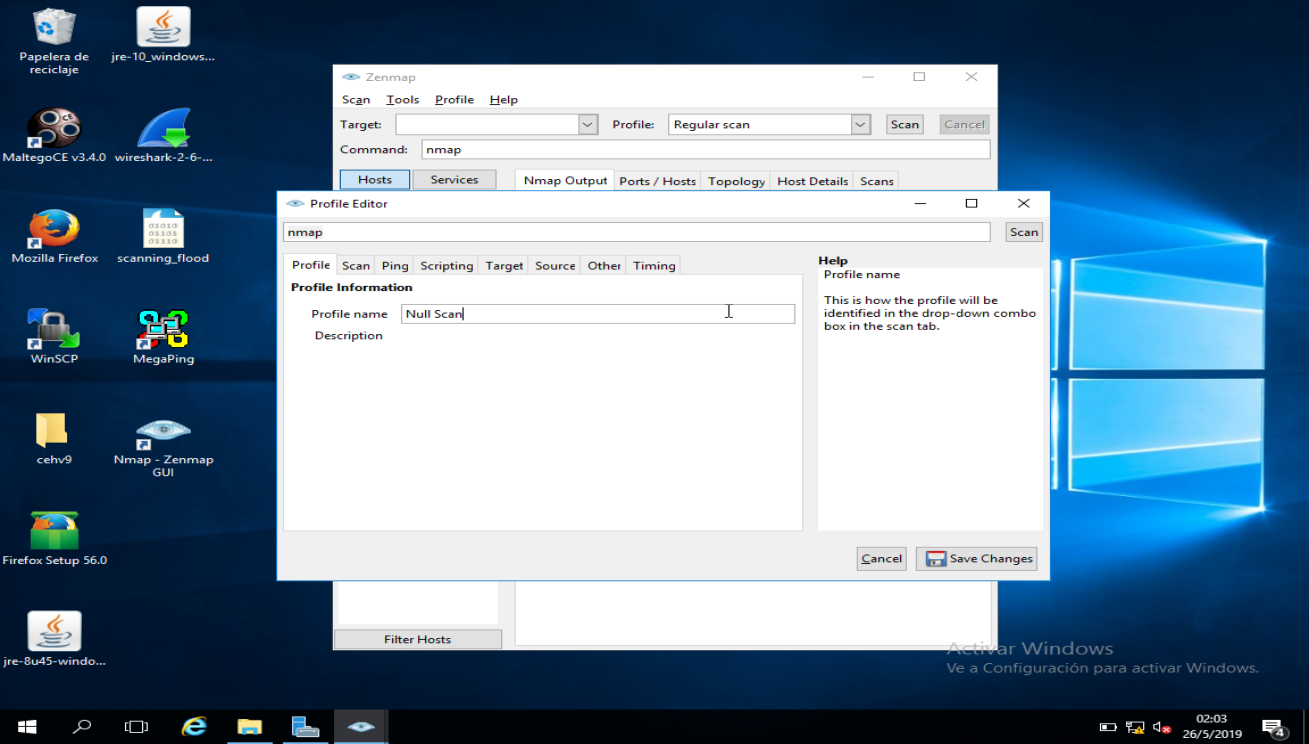 Papelera de
reciclaje
jre-10_windows...
MaltegoCE v3.4.0
wireshark-2-6-...
Mozilla Firefox
01010
01101
01110
scanning_flood
WinSCP
MegaPing
cehv9
Nmap - Zenmap
GUI
Firefox Setup 56.0
jre-8u45-windo...
Zenmap
Scan Tools Profile Help
Target: Profile: Regular scan Scan Cancel
Command: nmap
Hosts Services Nmap Output Ports / Hosts Topology Host Details Scans
Profile Editor
nmap Scan
Profile Scan Ping Scripting Target Source Other Timing
Profile Information
Profile name Null Scan
Description
Help
Profile name
This is how the profile will be
identified in the drop-down combo
box in the scan tab.
Cancel Save Changes
Filter Hosts
Activar Windows
Ve a Configuración para activar Windows.
02:03
26/5/2019
4